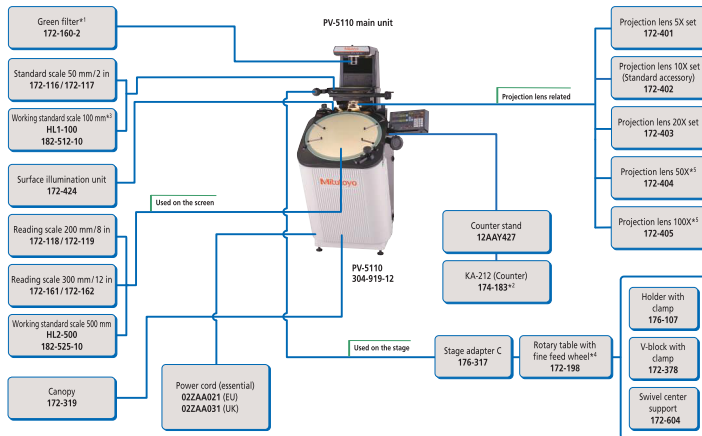 Green filter*1
172-160-2
Standard scale 50 mm/2 in
172-116/172-117
Working standard scale 100 mm*3
HL1-100
182-512-10
Surface illumination unit
172-424
Used on the screen
Reading scale 200 mm/8 in
172-118/172-119
Reading scale 300 mm/12 in
172-161/172-162
Working standard scale 500 mm
HL2-500
182-525-10
Canopy
172-319
PV-5110 main unit
Mitutoyo
PV-5110
304-919-12
Power cord (essential)
02ZAA021 (EU)
02ZAA031 (UK)
Projection lens related
Projection lens 5X set
172-401
Projection lens 10X set
(Standard accessory)
172-402
Projection lens 20X set
172-403
Projection lens 50X*5
172-404
Projection lens 100X*5
172-405
Counter stand
12AAY427
KA-212 (Counter)
174-183*2
Used on the stage
Stage adapter C
176-317
Rotary table with
fine feed wheel*4
172-198
Holder with
clamp
176-107
V-block with
clamp
172-378
Swivel center
support
172-604